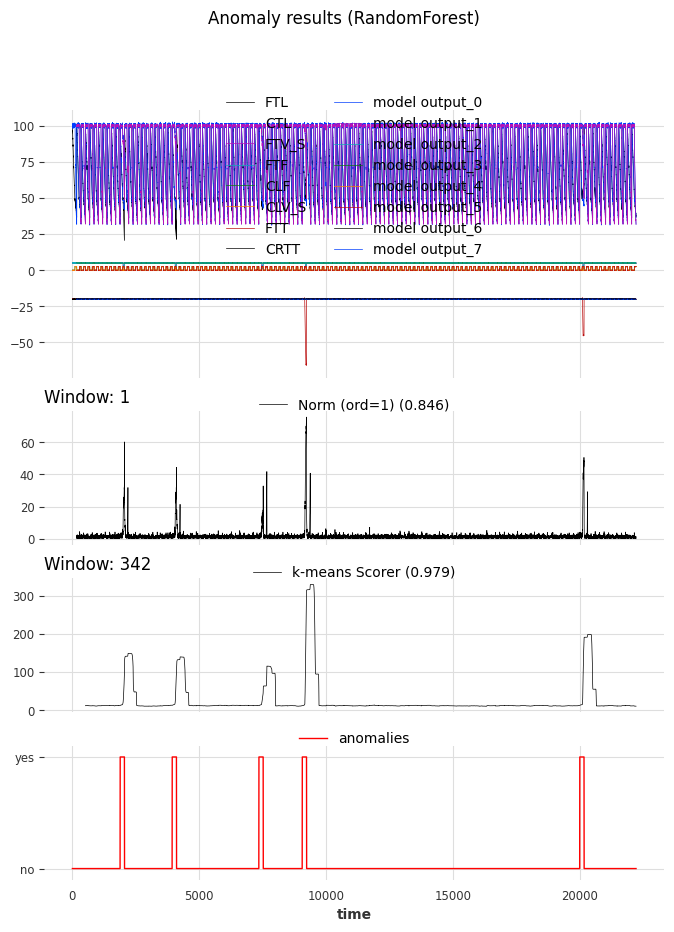 Anomaly results (RandomForest)
FTL model output_0
CTL model output_1
FTV_S model output_2
FTF model output_3
CLF model output_4
CLV_S model output_5
FTT model output_6
CRTT model output_7
100
75
50
25
0
−25
−50
Window: 1
Norm (ord=1) (0.846)
60
40
20
0
Window: 342
k-means Scorer (0.979)
300
200
100
0
anomalies
yes
no
0 5000 10000 15000 20000
time